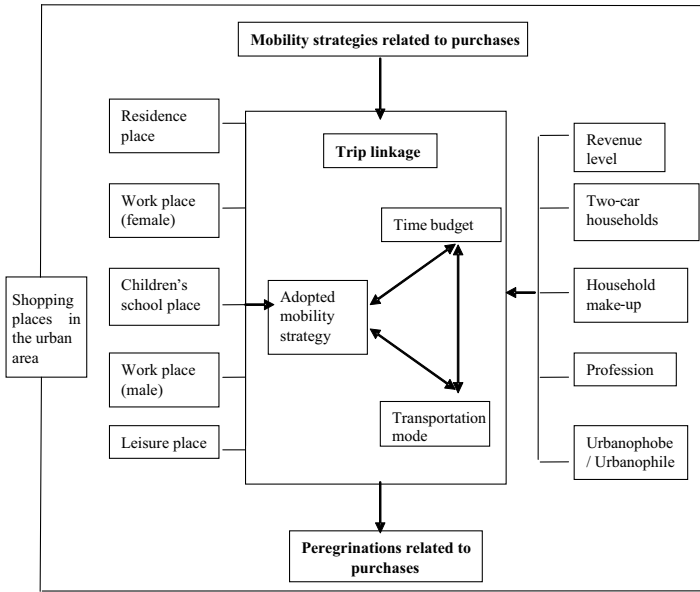 Mobility strategies related to purchases
Residence
place
Work place
(female)
Children's
school place
Work place
(male)
Leisure place
Shopping
places in
the urban
area
Trip linkage
Time budget
Adopted
mobility
strategy
Transportation
mode
Revenue
level
Two-car
households
Household
make-up
Profession
Urbanophobe
/ Urbanophile
Peregrinations related to
purchases